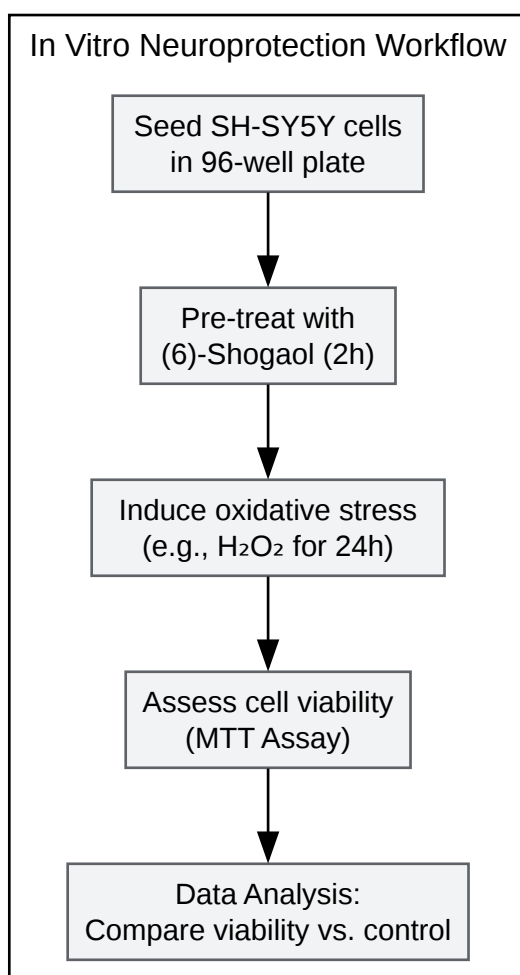 In Vitro Neuroprotection Workflow
Seed SH-SY5Y cells
in 96-well plate
Pre-treat with
(6)-Shogaol (2h)
Induce oxidative stress
(e.g., H₂O₂ for 24h)
Assess cell viability
(MTT Assay)
Data Analysis:
Compare viability vs. control